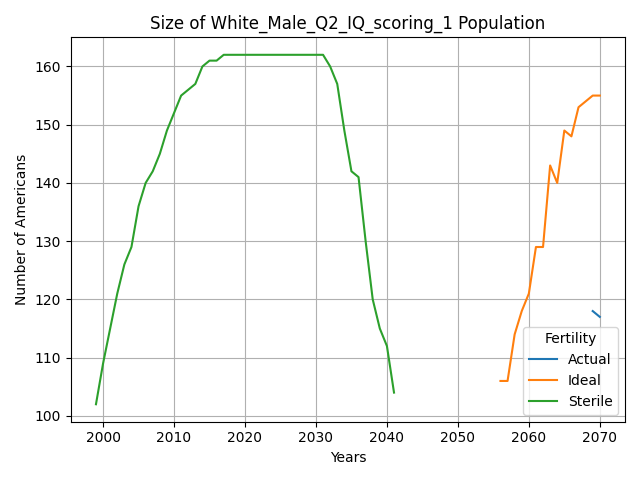 Size of White_Male_Q2_IQ_scoring_1 Population
Number of Americans
160
150
140
130
120
110
100
Fertility
Actual
Ideal
Sterile
2000 2010 2020 2030 2040 2050 2060 2070
Years